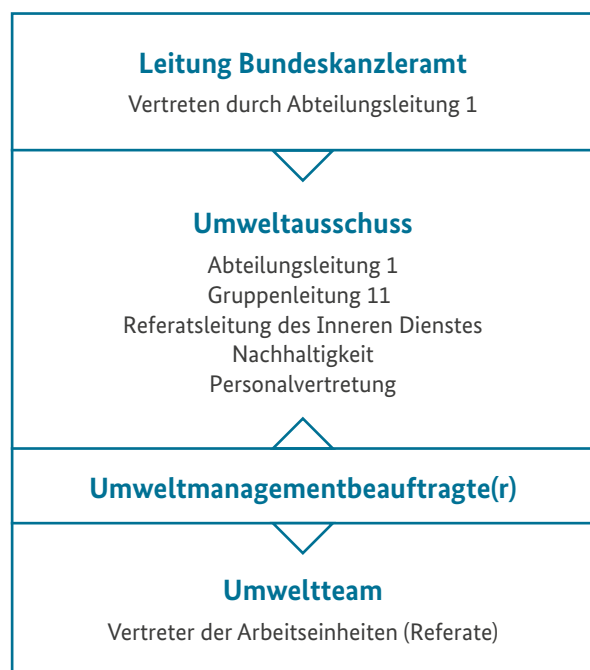 Leitung Bundeskanzleramt
Vertreten durch Abteilungsleitung 1
Umweltausschuss
Abteilungsleitung 1
Gruppenleitung 11
Referatsleitung des Inneren Dienstes
Nachhaltigkeit
Personalvertretung
Umweltmanagementbeauftragte(r)
Umweltteam
Vertreter der Arbeitseinheiten (Referate)